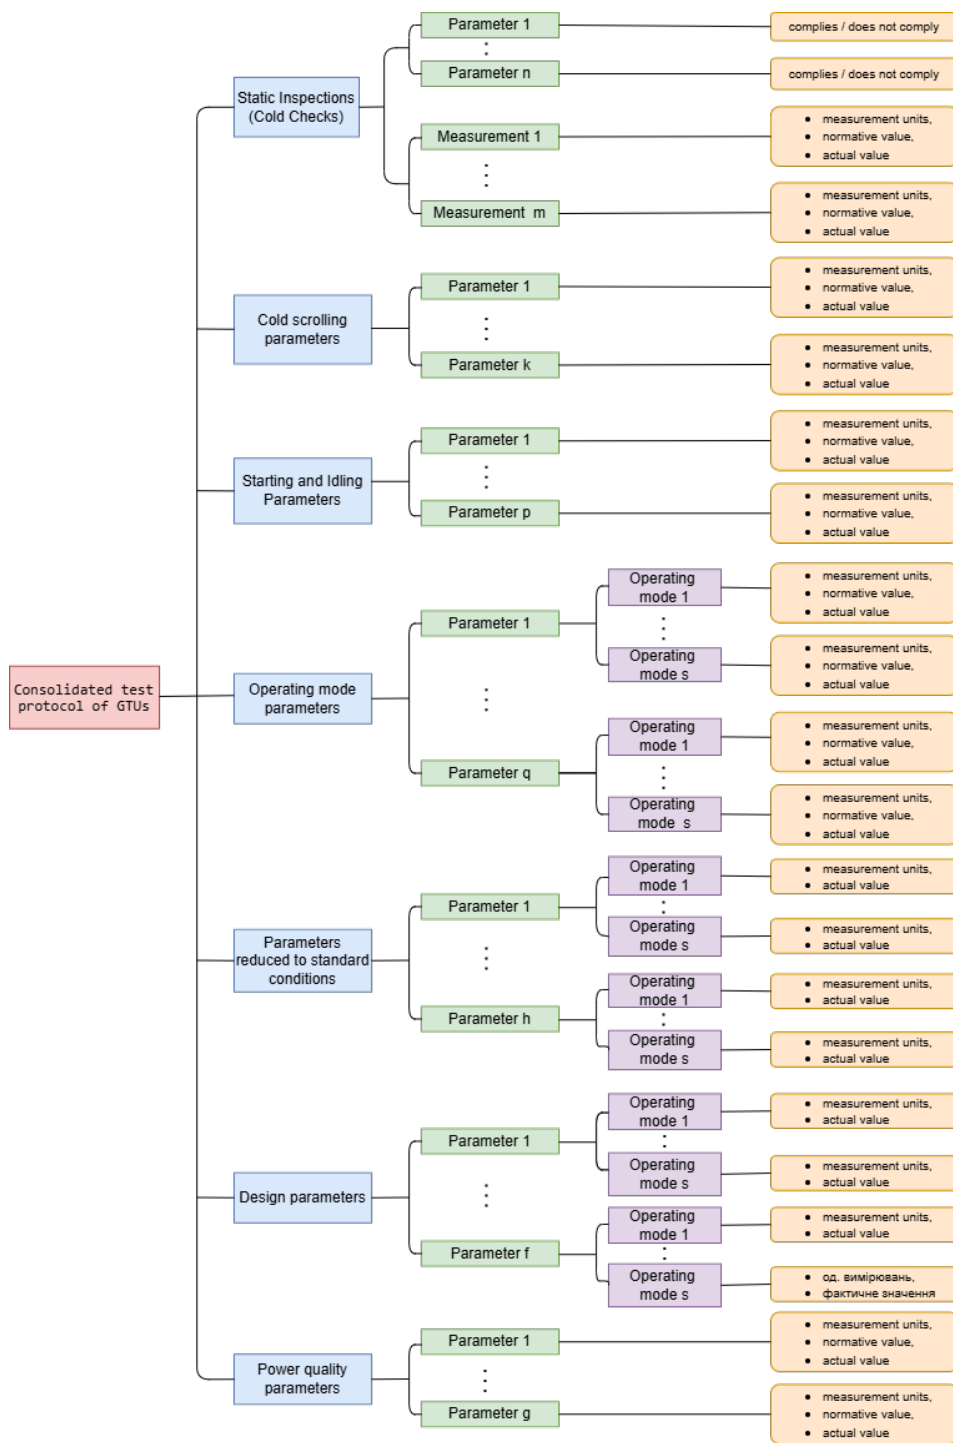 Parameter 1
complies / does not comply
Parameter n
complies / does not comply
Static Inspections
(Cold Checks)
Measurement 1
measurement units,
normative value,
actual value
Measurement m
measurement units,
normative value,
actual value
Cold scrolling
parameters
Parameter 1
measurement units,
normative value,
actual value
Parameter k
measurement units,
normative value,
actual value
Starting and Idling
Parameters
Parameter 1
measurement units,
normative value,
actual value
Parameter p
measurement units,
normative value,
actual value
Consolidated test
protocol of GTUs
Operating mode
parameters
Parameter 1
Operating
mode 1
measurement units,
normative value,
actual value
Operating
mode s
measurement units,
normative value,
actual value
Parameter q
Operating
mode 1
measurement units,
normative value,
actual value
Operating
mode s
measurement units,
normative value,
actual value
Parameters
reduced to standard
conditions
Parameter 1
Operating
mode 1
measurement units,
actual value
Operating
mode s
measurement units,
actual value
Parameter h
Operating
mode 1
measurement units,
actual value
Operating
mode s
measurement units,
actual value
Design parameters
Parameter 1
Operating
mode 1
measurement units,
actual value
Operating
mode s
measurement units,
actual value
Parameter f
Operating
mode 1
measurement units,
actual value
Operating
mode s
од. вимірювань,
фактичне значення
Power quality
parameters
Parameter 1
measurement units,
normative value,
actual value
Parameter g
measurement units,
normative value,
actual value